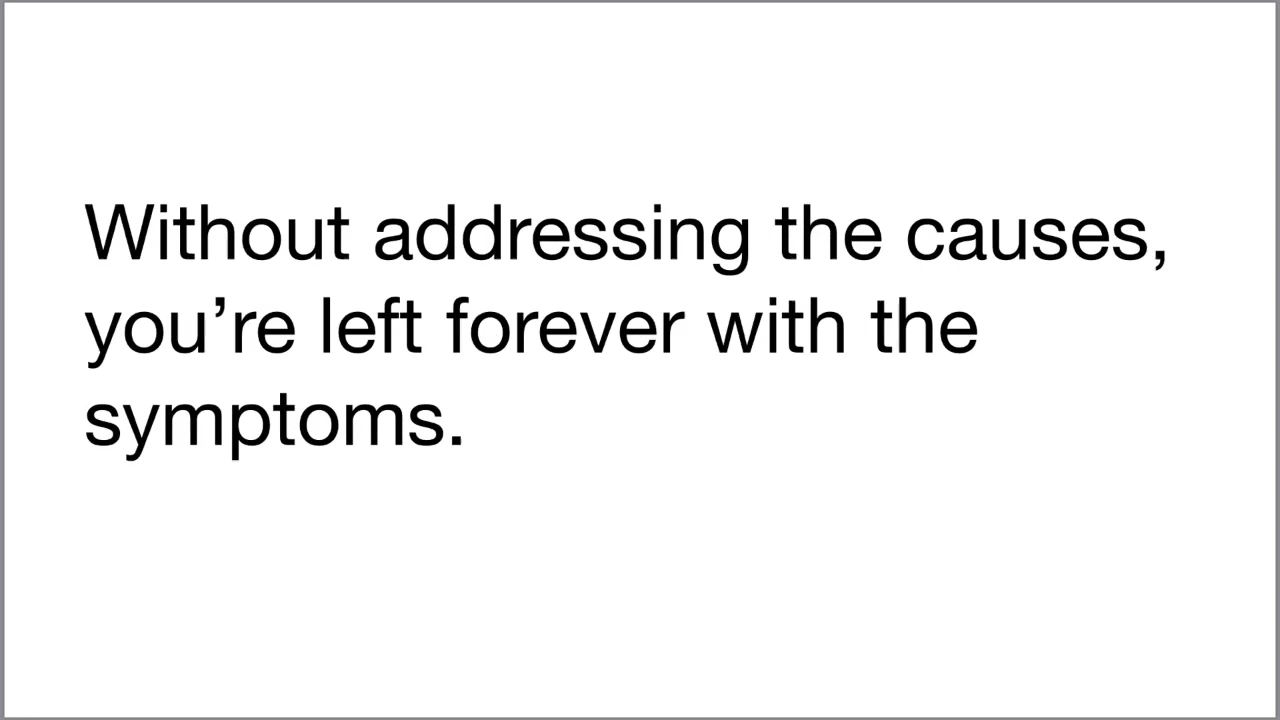 Without addressing the causes,
you’re left forever with the
symptoms.